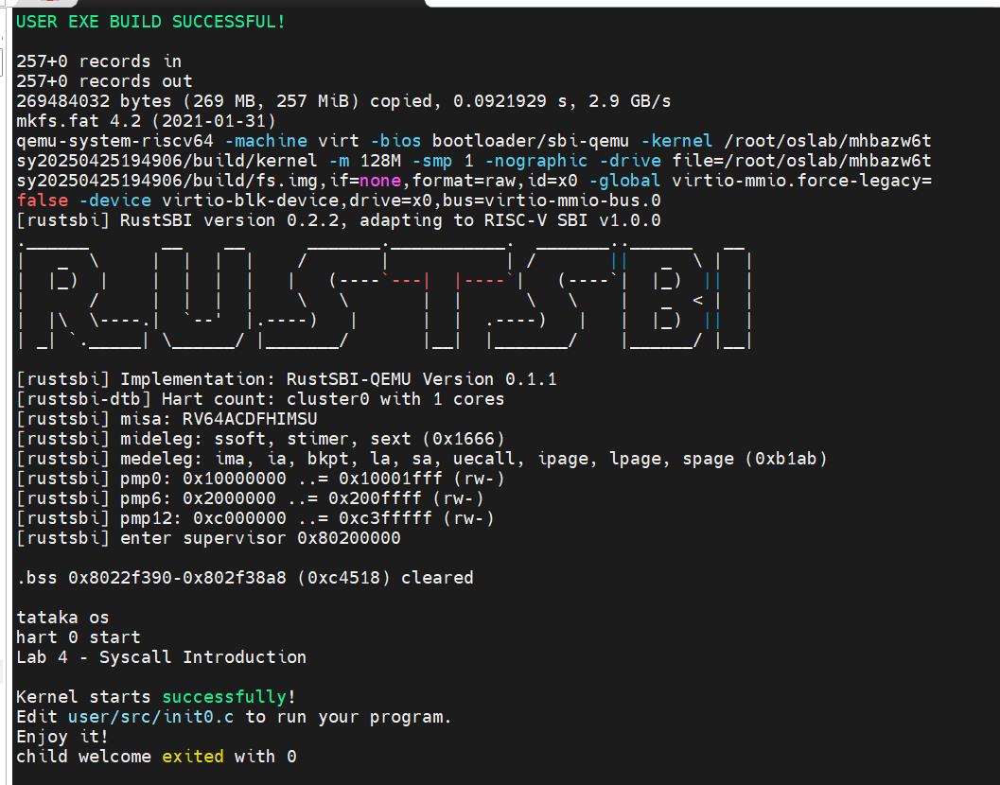 USER EXE BUILD SUCCESSFUL!

257+0 records in
257+0 records out
269484032 bytes (269 MB, 257 MiB) copied, 0.0921929 s, 2.9 GB/s
mkfs.fat 4.2 (2021-01-31)
qemu-system-riscv64 -machine virt -bios bootloader/sbi-qemu -kernel /root/oslab/mhbazw6t
sy20250425194906/build/kernel -m 128M -smp 1 -nographic -drive file=/root/oslab/mhbazw6t
sy20250425194906/build/fs.img,if=none,format=raw,id=x0 -global virtio-mmio.force-legacy=
false -device virtio-blk-device,drive=x0,bus=virtio-mmio-bus.0
[rustsbi] RustSBI version 0.2.2, adapting to RISC-V SBI v1.0.0
.______       __    __      _______.___________.  _______..______   __
|   _  \     |  |  |  |    /       |           | /       ||   _  \ |  |
|  |_)  |    |  |  |  |   |   (----`---|  |----`|   (----`|  |_)  ||  |
|      /     |  |  |  |    \   \       |  |      \   \    |   _  < |  |
|  |\  \----.|  `--'  |.----)   |      |  |  .----)   |   |  |_)  ||  |
| _| `._____| \______/ |_______/       |__|  |_______/    |______/ |__|

[rustsbi] Implementation: RustSBI-QEMU Version 0.1.1
[rustsbi-dtb] Hart count: cluster0 with 1 cores
[rustsbi] misa: RV64ACDFHIMSU
[rustsbi] mideleg: ssoft, stimer, sext (0x1666)
[rustsbi] medeleg: ima, ia, bkpt, la, sa, uecall, ipage, lpage, spage (0xb1ab)
[rustsbi] pmp0: 0x10000000 ..= 0x10001fff (rw-)
[rustsbi] pmp6: 0x2000000 ..= 0x200ffff (rw-)
[rustsbi] pmp12: 0xc000000 ..= 0xc3fffff (rw-)
[rustsbi] enter supervisor 0x80200000

.bss 0x8022f390-0x802f38a8 (0xc4518) cleared

tataka os
hart 0 start
Lab 4 - Syscall Introduction

Kernel starts successfully!
Edit user/src/init0.c to run your program.
Enjoy it!
child welcome exited with 0